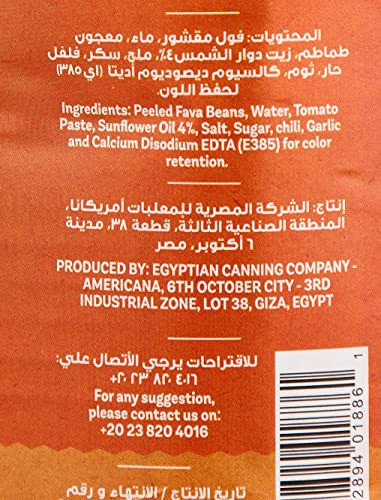 المحتويات: فول مقشور، ماء، معجون
طماطم، زيت دوار الشمس ٤٪، ملح، سكر، فلفل
حار، ثوم، كالسيوم ديصوديوم أديتا (اي ٣٨٥)
لحفظ اللون.
Ingredients: Peeled Fava Beans, Water, Tomato
Paste, Sunflower Oil 4%, Salt, Sugar, chili, Garlic
and Calcium Disodium EDTA (E385) for color
retention.
إنتاج: الشركة المصرية للمعلبات أمريكانا،
المنطقة الصناعية الثالثة، قطعة ٣٨، مدينة
٦ أكتوبر، مصر
PRODUCED BY: EGYPTIAN CANNING COMPANY -
AMERICANA, 6TH OCTOBER CITY - 3RD
INDUSTRIAL ZONE, LOT 38, GIZA, EGYPT
للاقتراحات يرجي الأتصال علي:
+٢٠ ٢٣ ٨٢٠ ٤٠١٦
For any suggestion,
please contact us on:
+20 23 820 4016
تاريخ الانتاج / الانتهاء و رقم
2894 01886 1